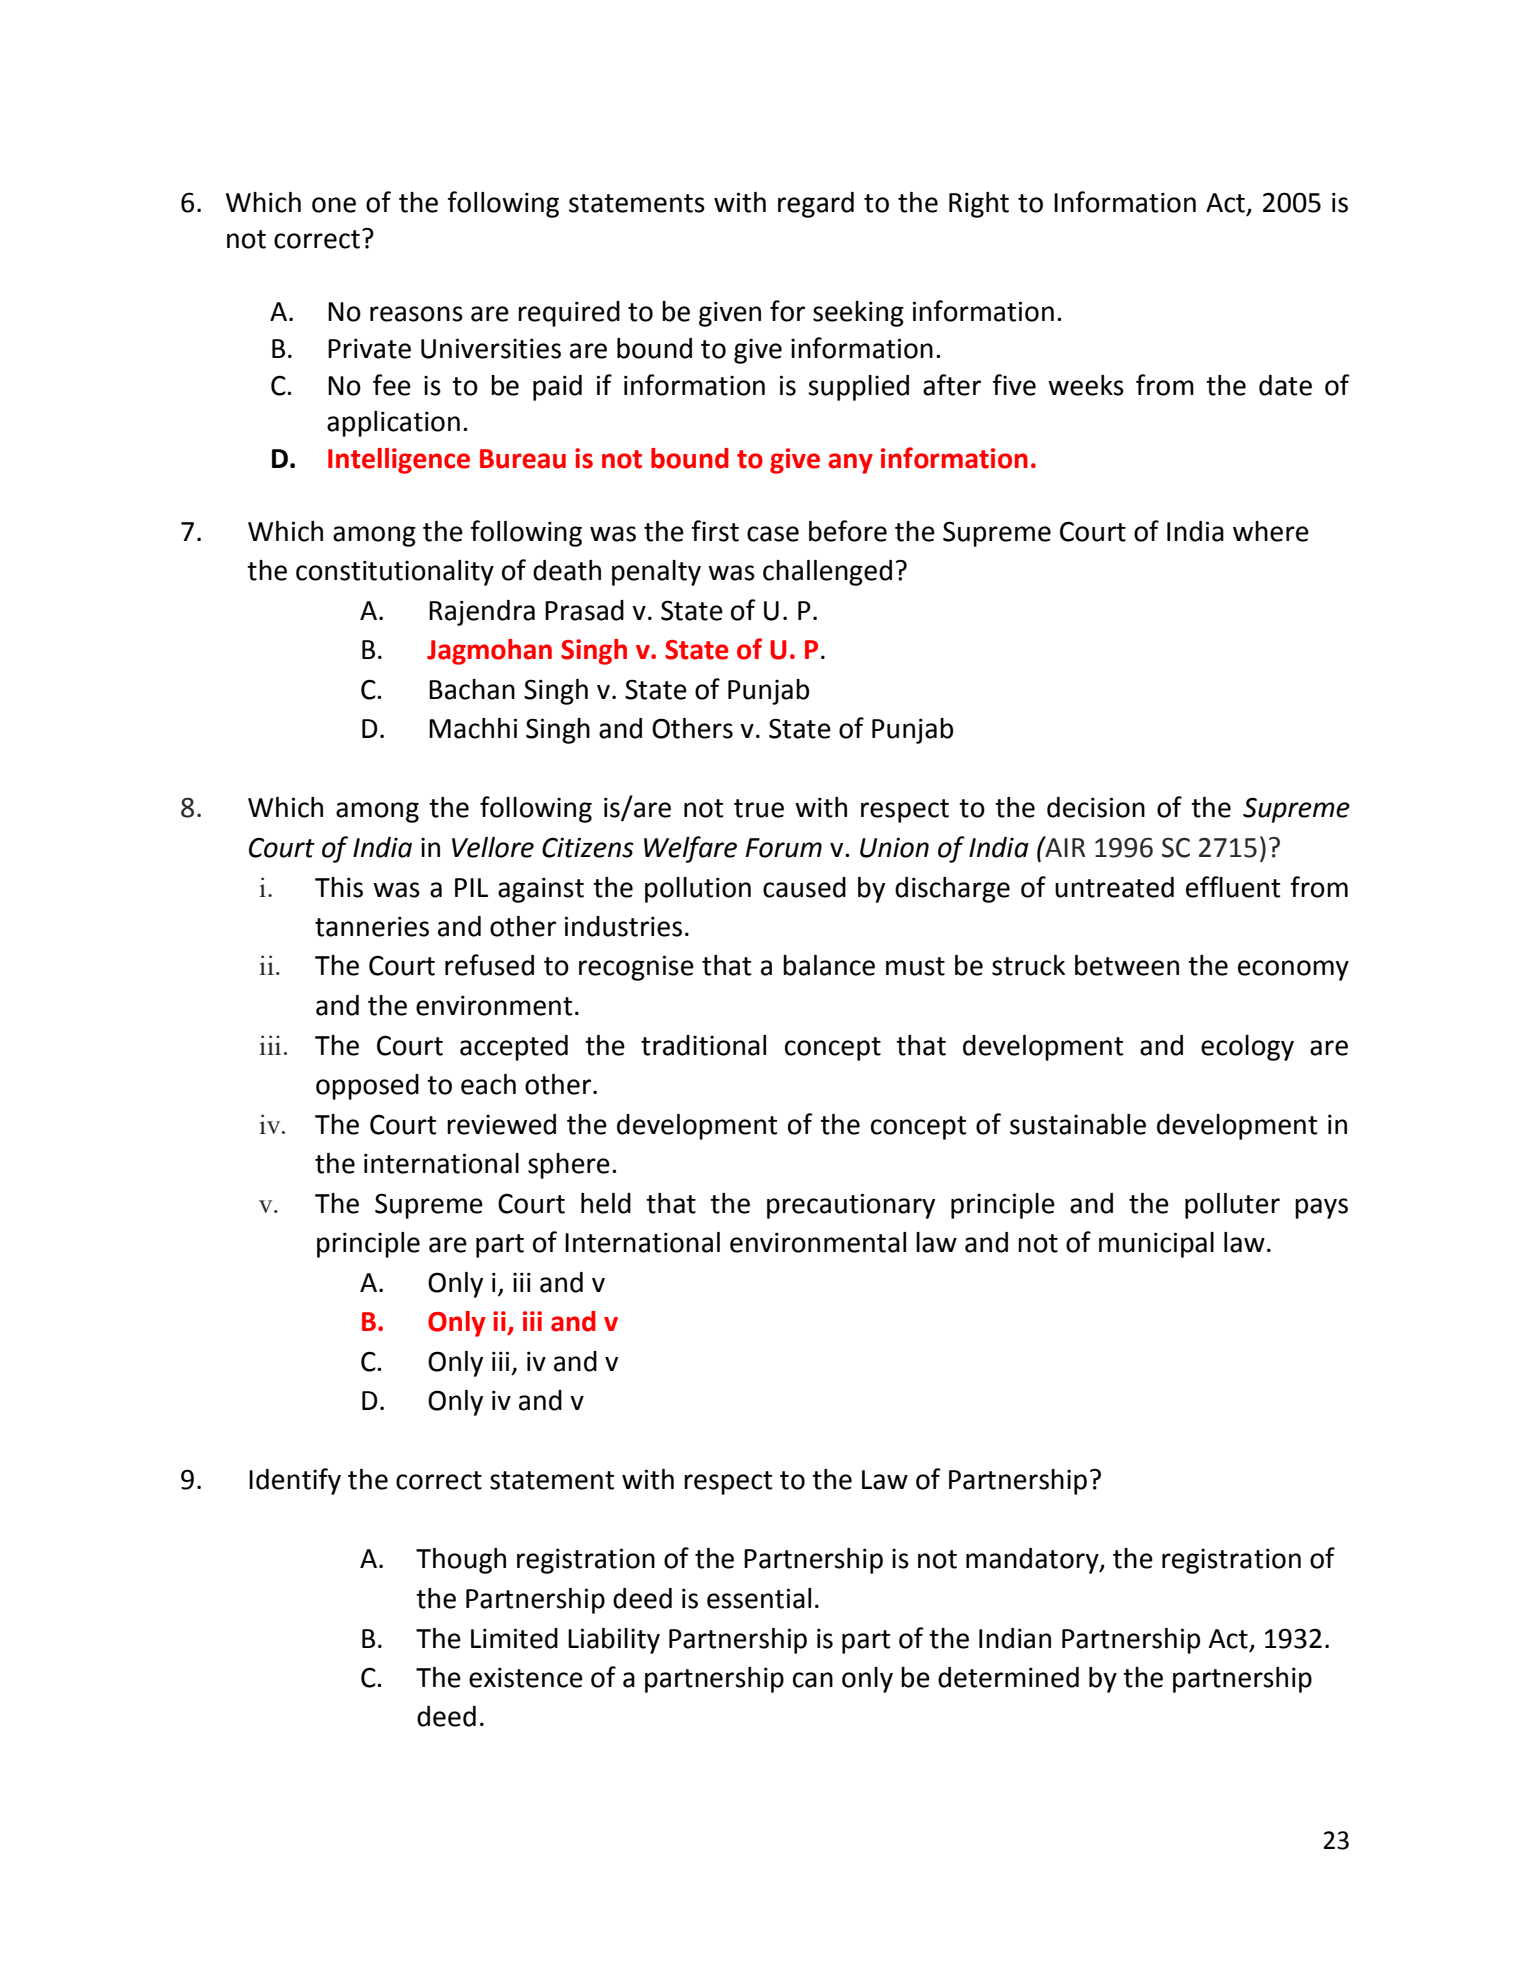 6. Which one of the following statements with regard to the Right to Information Act, 2005 is
not correct?
A. No reasons are required to be given for seeking information.
B. Private Universities are bound to give information.
C. No fee is to be paid if information is supplied after five weeks from the date of
application.
D. Intelligence Bureau is not bound to give any information.
7. Which among the following was the first case before the Supreme Court of India where
the constitutionality of death penalty was challenged?
A. Rajendra Prasad v. State of U. P.
B. Jagmohan Singh v. State of U. P.
C. Bachan Singh v. State of Punjab
D. Machhi Singh and Others v. State of Punjab
8. Which among the following is/are not true with respect to the decision of the Supreme
Court of India in Vellore Citizens Welfare Forum v. Union of India (AIR 1996 SC 2715)?
i. This was a PIL against the pollution caused by discharge of untreated effluent from
tanneries and other industries.
ii. The Court refused to recognise that a balance must be struck between the economy
and the environment.
iii. The Court accepted the traditional concept that development and ecology are
opposed to each other.
iv. The Court reviewed the development of the concept of sustainable development in
the international sphere.
v. The Supreme Court held that the precautionary principle and the polluter pays
principle are part of International environmental law and not of municipal law.
A. Only i, iii and v
B. Only ii, iii and v
C. Only iii, iv and v
D. Only iv and v
9. Identify the correct statement with respect to the Law of Partnership?
A. Though registration of the Partnership is not mandatory, the registration of
the Partnership deed is essential.
B. The Limited Liability Partnership is part of the Indian Partnership Act, 1932.
C. The existence of a partnership can only be determined by the partnership
deed.
23